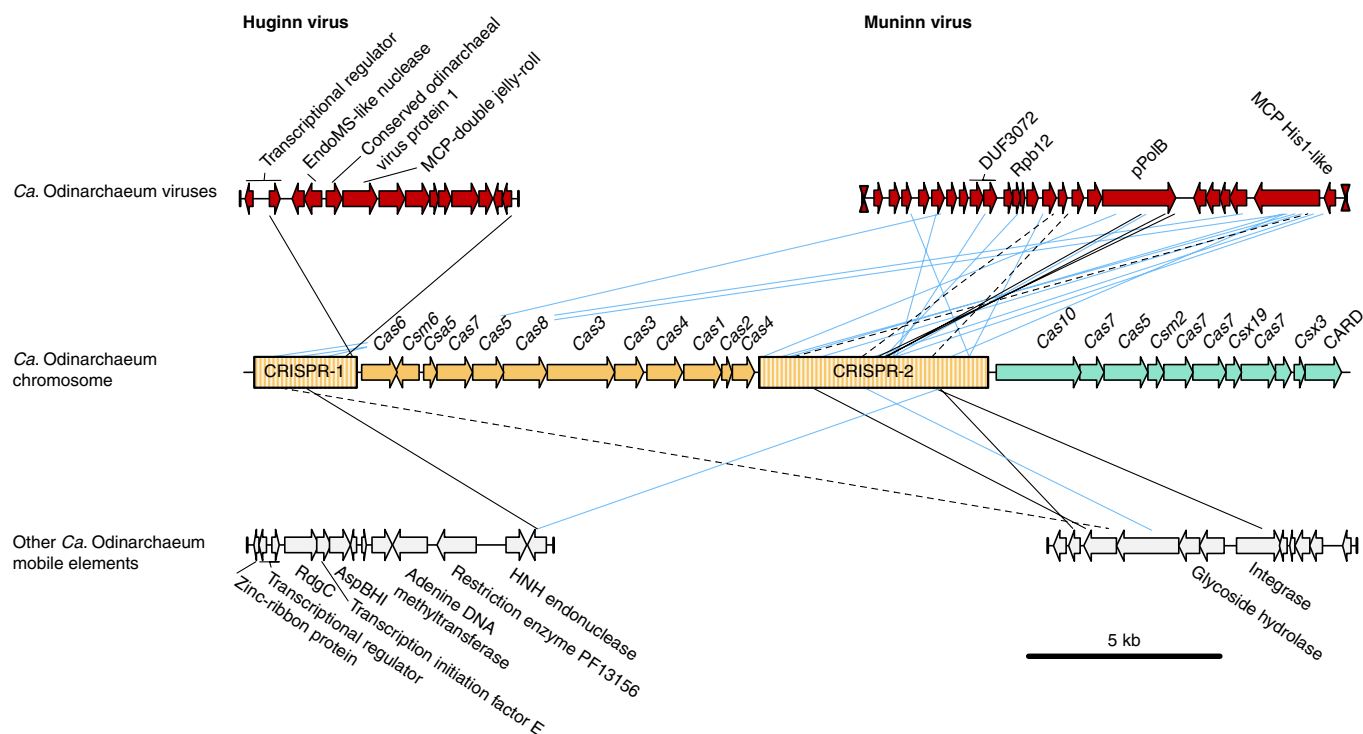 Huginn virus
Muninn virus
Transcriptional regulator
EndoMS-like nuclease
Conserved odinarchaeal
virus protein 1
MCP-double jelly-roll
DUF3072
Rpb12
pPolB
MCP His1-like
Ca. Odinarchaeum viruses
Cas6
Csm6
Csa5
Cas7
Cas5
Cas8
Cas3
Cas3
Cas4
Cas1
Cas2
Cas4
Cas10
Cas7
Cas5
Csm2
Cas7
Cas7
Csx19
Cas7
Csx3
CARD
Ca. Odinarchaeum
chromosome
CRISPR-1
CRISPR-2
Other Ca. Odinarchaeum
mobile elements
Zinc-ribbon protein
Transcriptional regulator
RdgC
Transcription initiation factor E
AspBHI
Adenine DNA
methyltransferase
Restriction enzyme PF13156
HNH endonuclease
Glycoside hydrolase
Integrase
5 kb